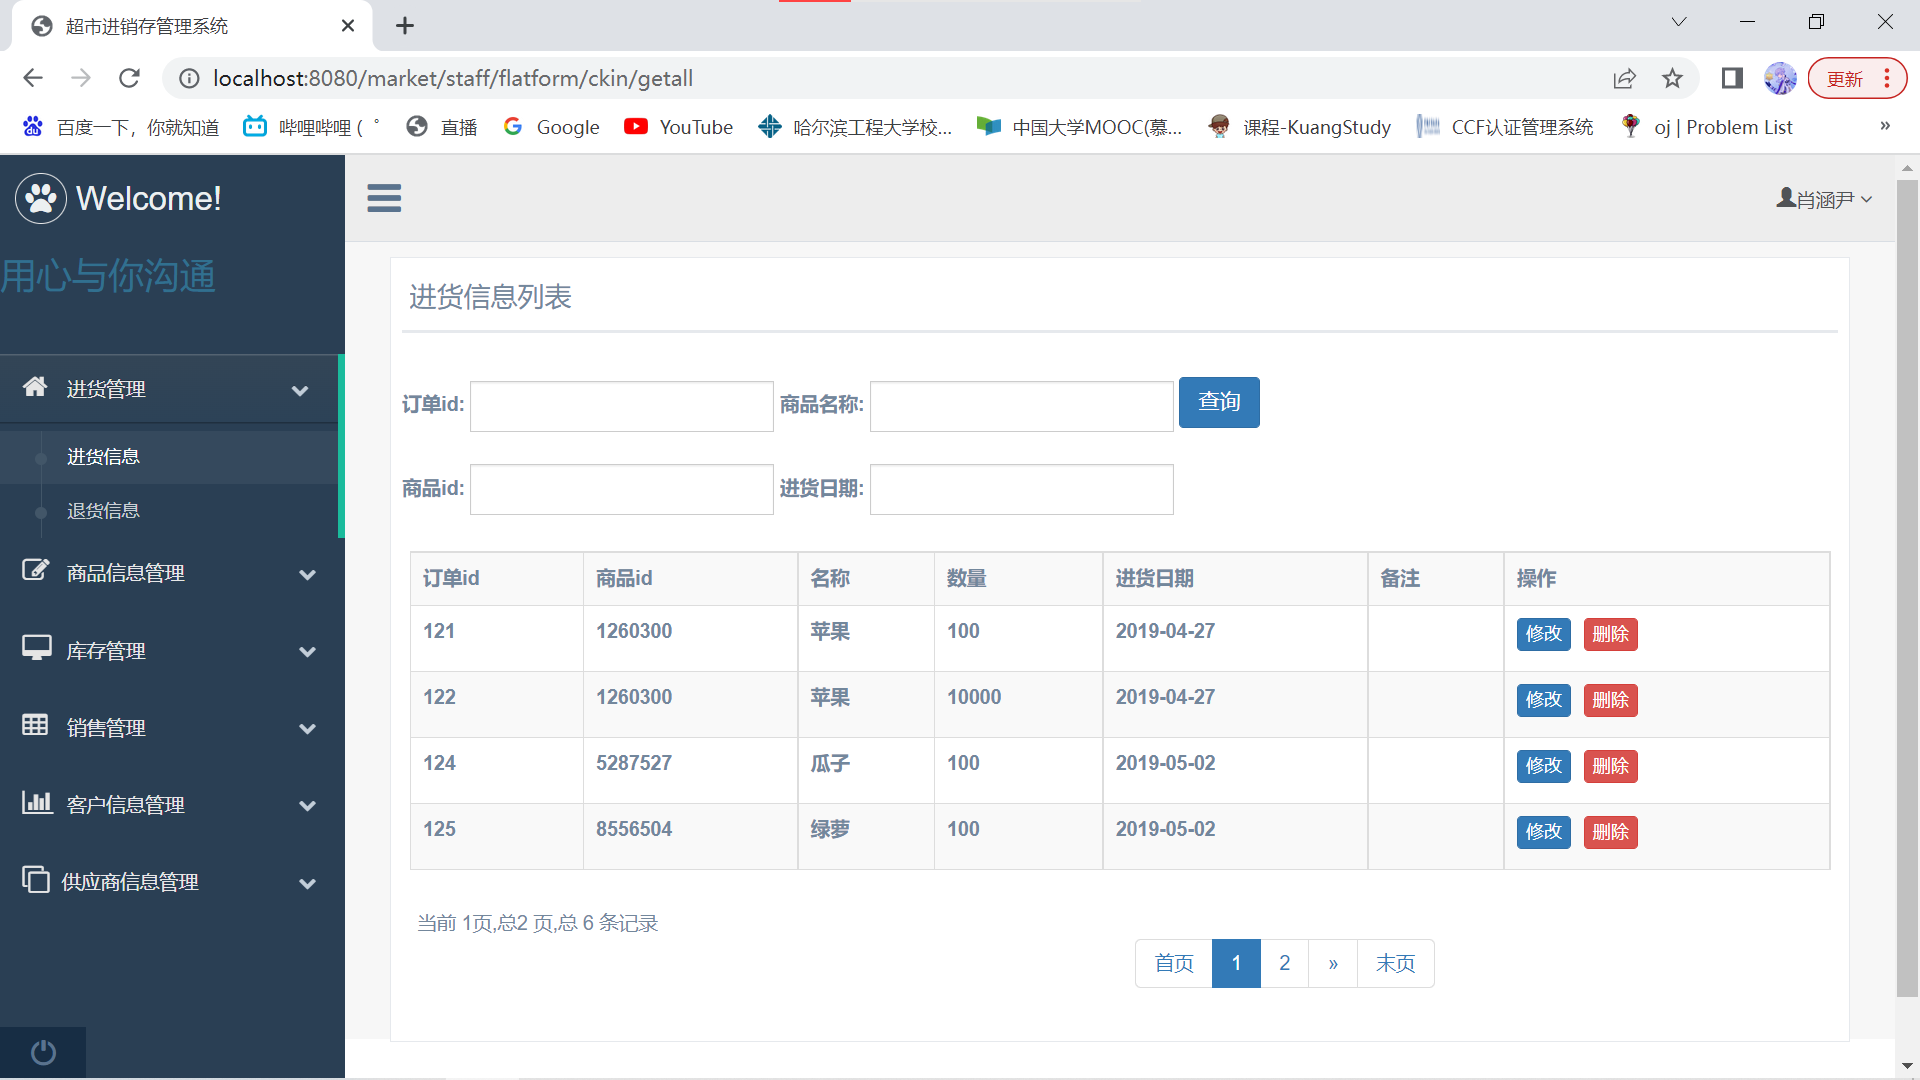 超市进销存管理系统
localhost:8080/market/staff/flatform/ckin/getall
更新
百度一下，你就知道
哔哩哔哩 ( ゜
直播
Google
YouTube
哈尔滨工程大学校...
中国大学MOOC(慕...
课程-KuangStudy
CCF认证管理系统
oj | Problem List
»
Welcome!
肖涵尹
用心与你沟通
进货管理
进货信息
退货信息
商品信息管理
库存管理
销售管理
客户信息管理
供应商信息管理
进货信息列表
订单id: 商品名称: 查询
商品id: 进货日期:
订单id 商品id 名称 数量 进货日期 备注 操作
121 1260300 苹果 100 2019-04-27 修改 删除
122 1260300 苹果 10000 2019-04-27 修改 删除
124 5287527 瓜子 100 2019-05-02 修改 删除
125 8556504 绿萝 100 2019-05-02 修改 删除
当前 1页,总2 页,总 6 条记录
首页 1 2 » 末页